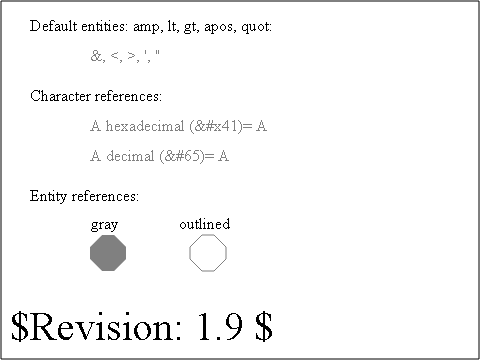 Default entities: amp, lt, gt, apos, quot:
&, <, >, ', "
Character references:
A hexadecimal (&#x41)= A
A decimal (&#65)= A
Entity references:
gray outlined
$Revision: 1.9 $